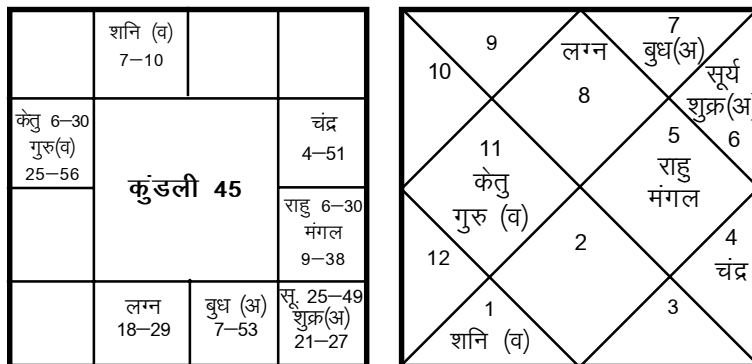 शनि (व)
7–10
केतु 6–30
गुरु(व)
25–56
चंद्र
4–51
कुंडली 45
राहु 6–30
मंगल
9–38
लग्न
18–29
बुध (अ)
7–53
सू. 25–49
शुक्र(अ)
21–27
9
10
लग्न
8
7
बुध(अ)
सूर्य
शुक्र(अ)
6
11
केतु
गुरु (व)
5
राहु
मंगल
2
12
4
चंद्र
1
शनि (व)
3